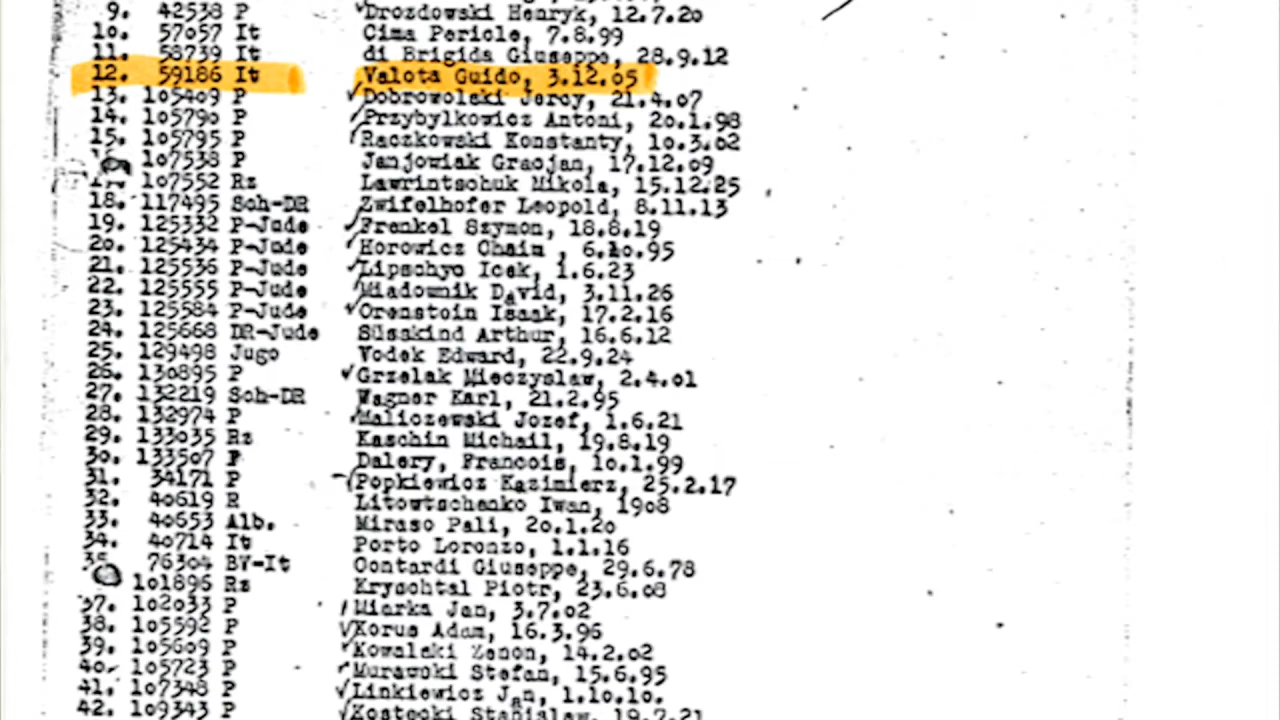 9. 42538 P Drozdowski Henryk, 12.7.20
10. 57057 It Cima Pericle, 7.8.99
11. 58739 It di Brigida Giuseppe, 28.9.12
12. 59186 It Valota Guido, 3.12.05
13. 105409 P Dobrowolski Jerzy, 21.4.07
14. 105790 P Przybylkowicz Antoni, 20.1.98
15. 105795 P Raczkowski Konstanty, 10.3.02
107538 P Janjowiak Gracjan, 17.12.09
107552 Rz Lawrintschuk Mikola, 15.12.25
18. 117495 Sch-DR Zwifelhofer Leopold, 8.11.13
19. 125332 P-Jude Frenkel Szymon, 18.8.19
20. 125434 P-Jude Horowicz Chaim, 6.10.95
21. 125536 P-Jude Lipschyc Icek, 1.6.23
22. 125555 P-Jude Miadownik David, 3.11.26
23. 125584 P-Jude Orenstein Isaak, 17.2.16
24. 125668 DR-Jude Süsskind Arthur, 16.6.12
25. 129498 Jugo Vodek Edward, 22.9.24
26. 130895 P Grzelak Mieczyslaw, 2.4.01
27. 132219 Sch-DR Wagner Karl, 21.2.95
28. 132974 P Maliczewski Jozef, 1.6.21
29. 133035 Rz Kaschin Michail, 19.8.19
30. 133507 F Dalery, Francois, 10.1.99
31. 34171 P Popkiewicz Kazimierz, 25.2.17
32. 40619 R Litowtschenko Iwan, 1908
33. 40653 Alb. Miraso Pali, 20.1.20
34. 40714 It Porto Lorenzo, 1.1.16
35. 76304 BV-It Contardi Giuseppe, 29.6.78
101895 Rz Kryschtal Piotr, 23.6.08
37. 102033 P Miarka Jan, 3.7.02
38. 105592 P Korus Adam, 16.3.96
39. 105609 P Kowalski Zenon, 14.2.02
40. 105723 P Murawski Stefan, 15.6.95
41. 107348 P Linkiewicz Jan, 1.10.10.
42. 109343 P Kostecki Stanislaw, 19.7.21